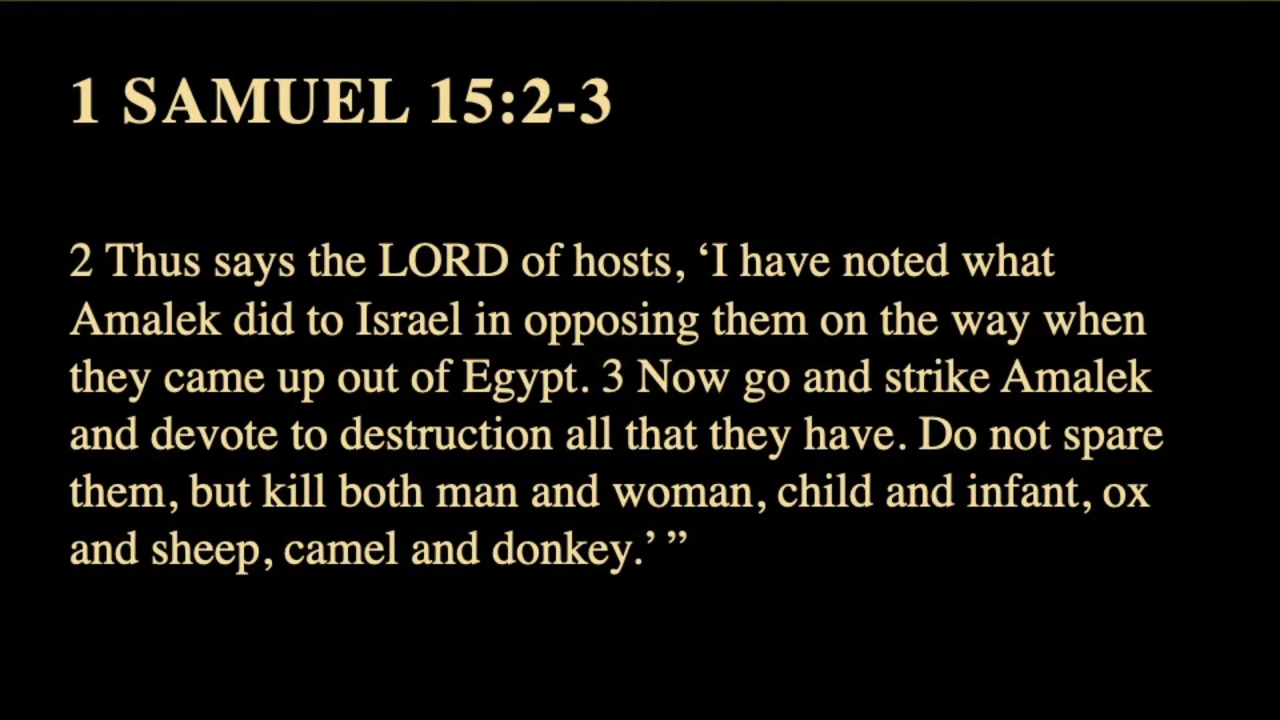 1 SAMUEL 15:2-3
2 Thus says the LORD of hosts, ‘I have noted what
Amalek did to Israel in opposing them on the way when
they came up out of Egypt. 3 Now go and strike Amalek
and devote to destruction all that they have. Do not spare
them, but kill both man and woman, child and infant, ox
and sheep, camel and donkey.’ ”